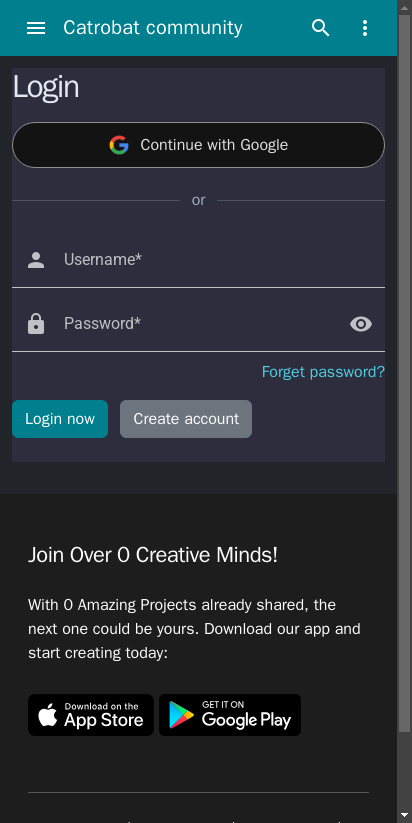 Catrobat community
Login
Continue with Google
or
Username*
Password*
Forget password?
Login now
Create account
Join Over 0 Creative Minds!
With 0 Amazing Projects already shared, the
next one could be yours. Download our app and
start creating today:
Download on the
App Store
GET IT ON
Google Play